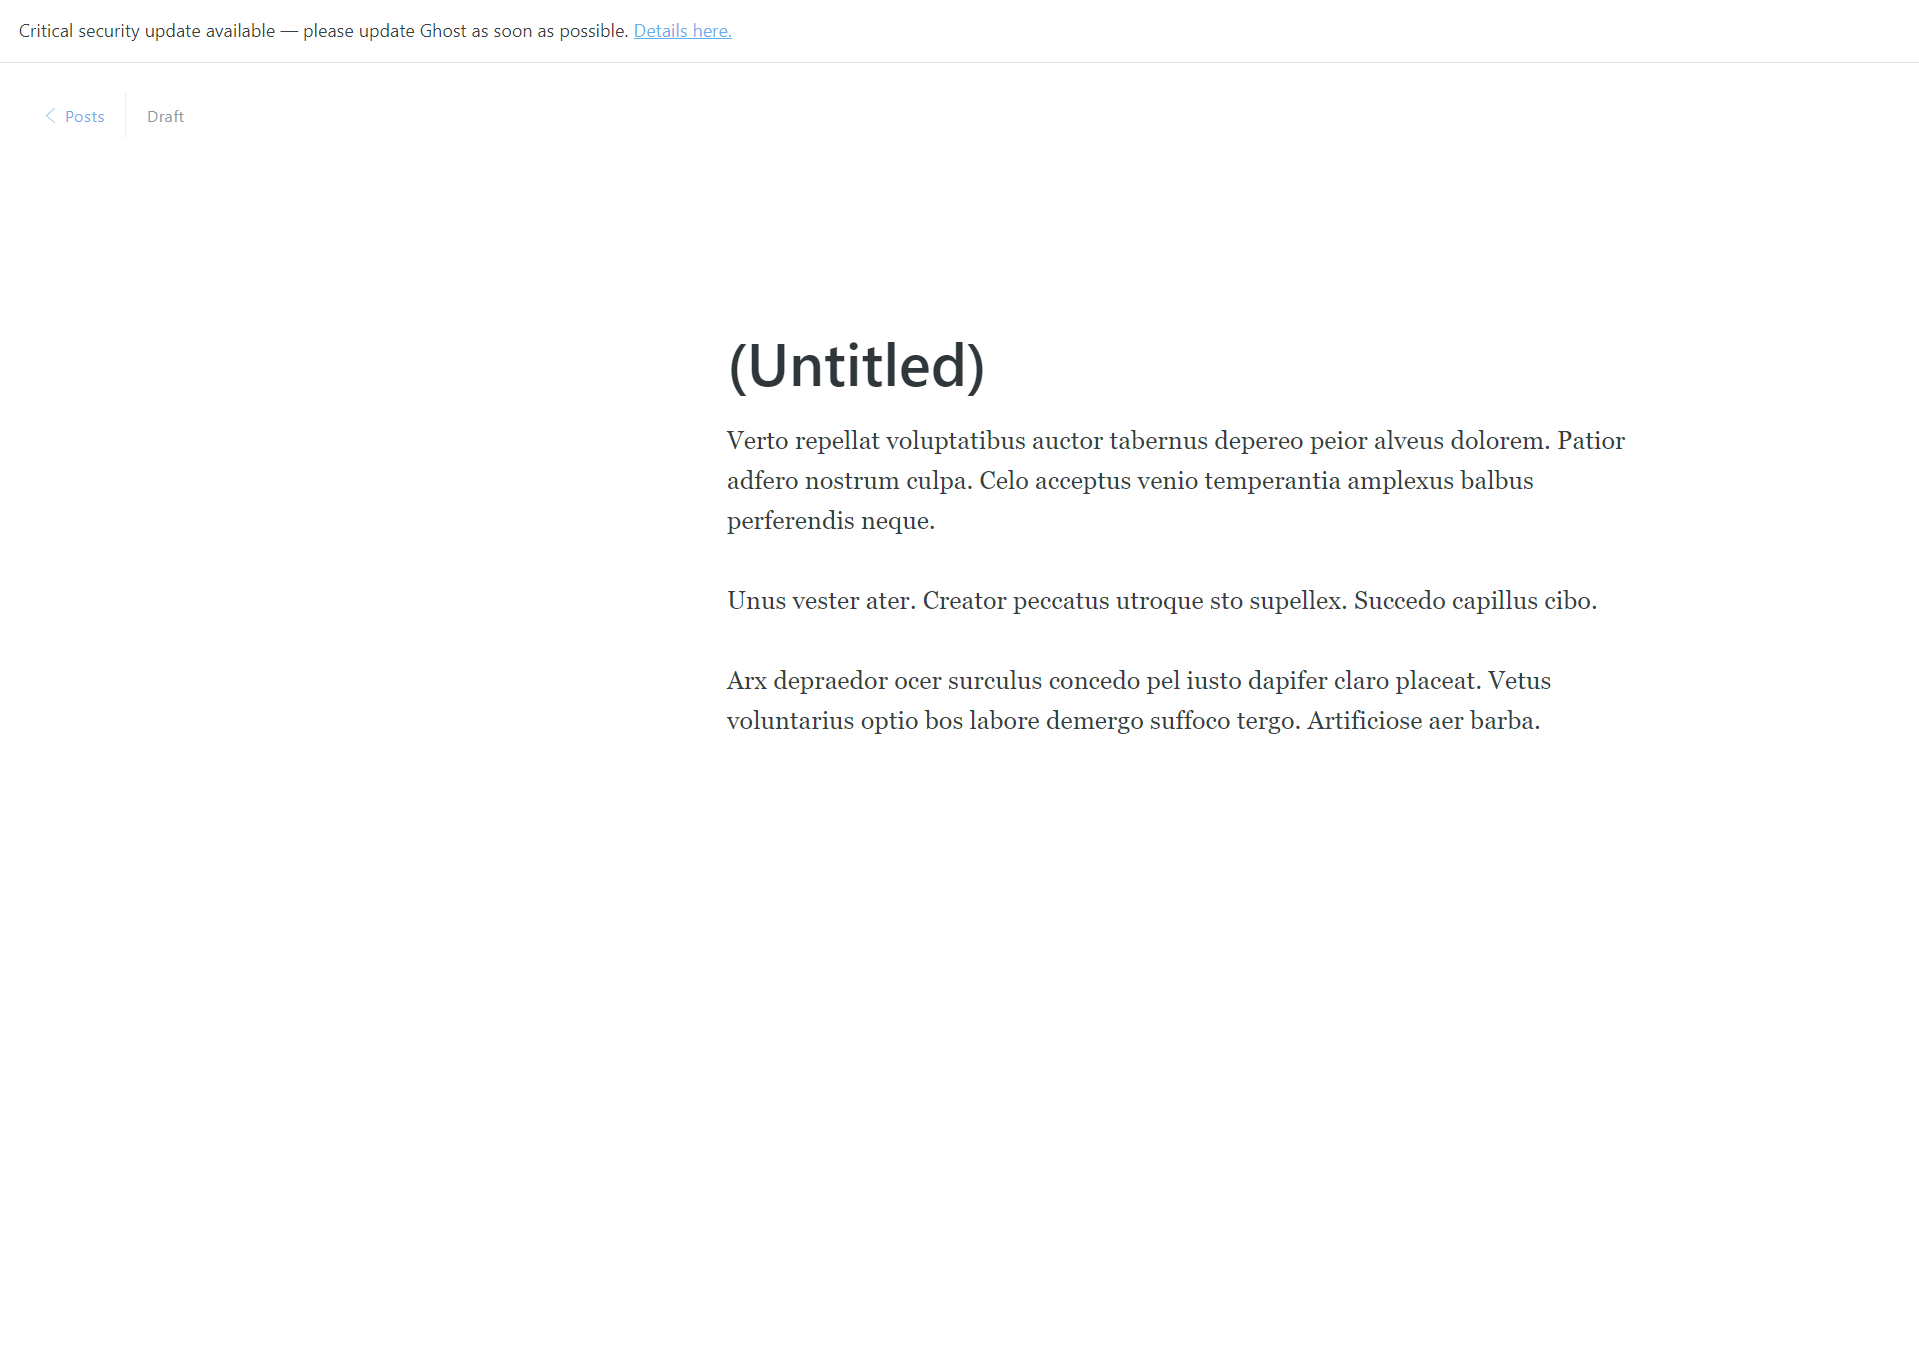 Critical security update available — please update Ghost as soon as possible. Details here.
Posts
Draft
(Untitled)
Verto repellat voluptatibus auctor tabernus depereo peior alveus dolorem. Patior
adfero nostrum culpa. Celo acceptus venio temperantia amplexus balbus
perferendis neque.
Unus vester ater. Creator peccatus utroque sto supellex. Succedo capillus cibo.
Arx depraedor ocer surculus concedo pel iusto dapifer claro placeat. Vetus
voluntarius optio bos labore demergo suffoco tergo. Artificiose aer barba.